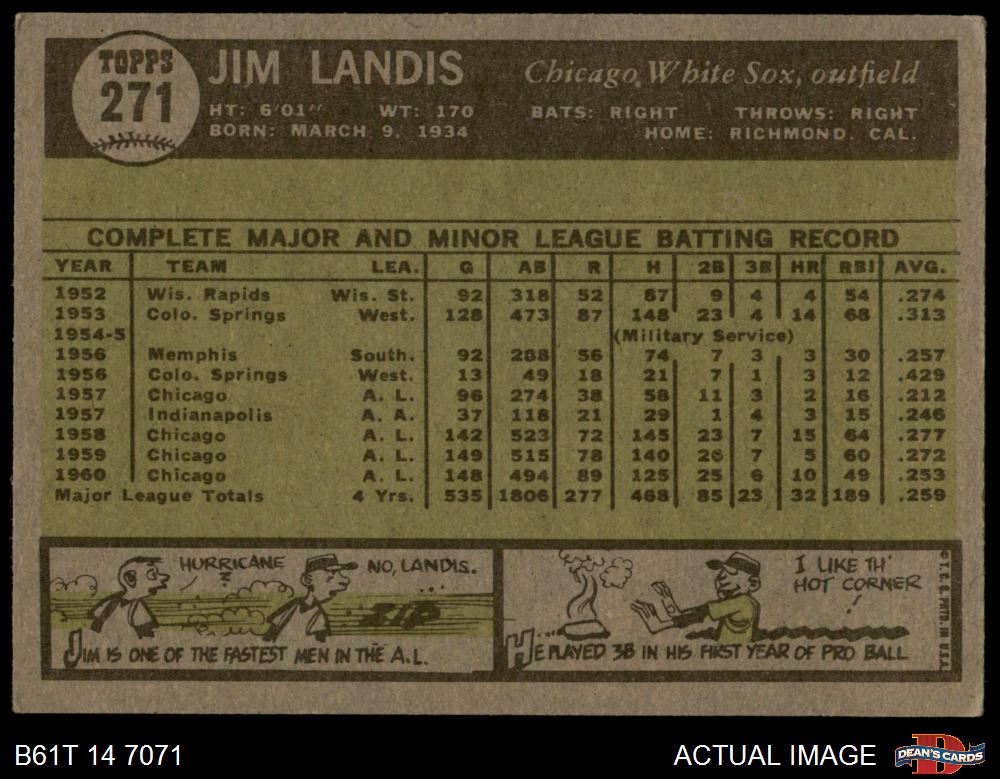 TOPPS
271
JIM LANDIS
Chicago White Sox, outfield
HT: 6'01" WT: 170 BATS: RIGHT THROWS: RIGHT
BORN: MARCH 9, 1934 HOME: RICHMOND, CAL.
COMPLETE MAJOR AND MINOR LEAGUE BATTING RECORD
YEAR TEAM LEA. G AB R H 2B 3B HR RBI AVG.
1952 Wis. Rapids Wis. St. 92 318 52 87 9 4 4 54 .274
1953 Colo. Springs West. 128 473 87 148 23 4 14 68 .313
1954-5 (Military Service)
1956 Memphis South. 92 288 56 74 7 3 3 30 .257
1956 Colo. Springs West. 13 49 18 21 7 1 3 12 .429
1957 Chicago A. L. 96 274 38 58 11 3 2 16 .212
1957 Indianapolis A. A. 37 118 21 29 1 4 3 15 .246
1958 Chicago A. L. 142 523 72 145 23 7 15 64 .277
1959 Chicago A. L. 149 515 78 140 26 7 5 60 .272
1960 Chicago A. L. 148 494 89 125 25 6 10 49 .253
Major League Totals 4 Yrs. 535 1806 277 468 85 23 32 189 .259
HURRICANE
?
NO, LANDIS.
ZIP
JIM IS ONE OF THE FASTEST MEN IN THE A.L.
I LIKE TH'
HOT CORNER
!
HE PLAYED 3B IN HIS FIRST YEAR OF PRO BALL
© T.C.G. PRTD. IN U.S.A.
B61T 14 7071
ACTUAL IMAGE
DEAN'S CARDS